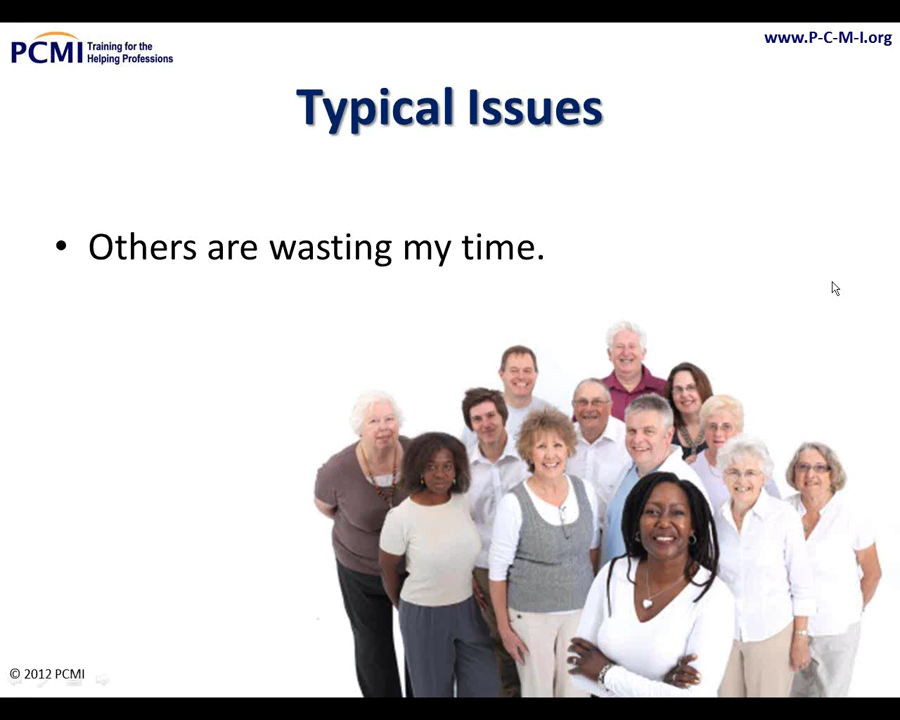 PCMI Training for the
Helping Professions
www.P-C-M-I.org
Typical Issues
• Others are wasting my time.
© 2012 PCMI